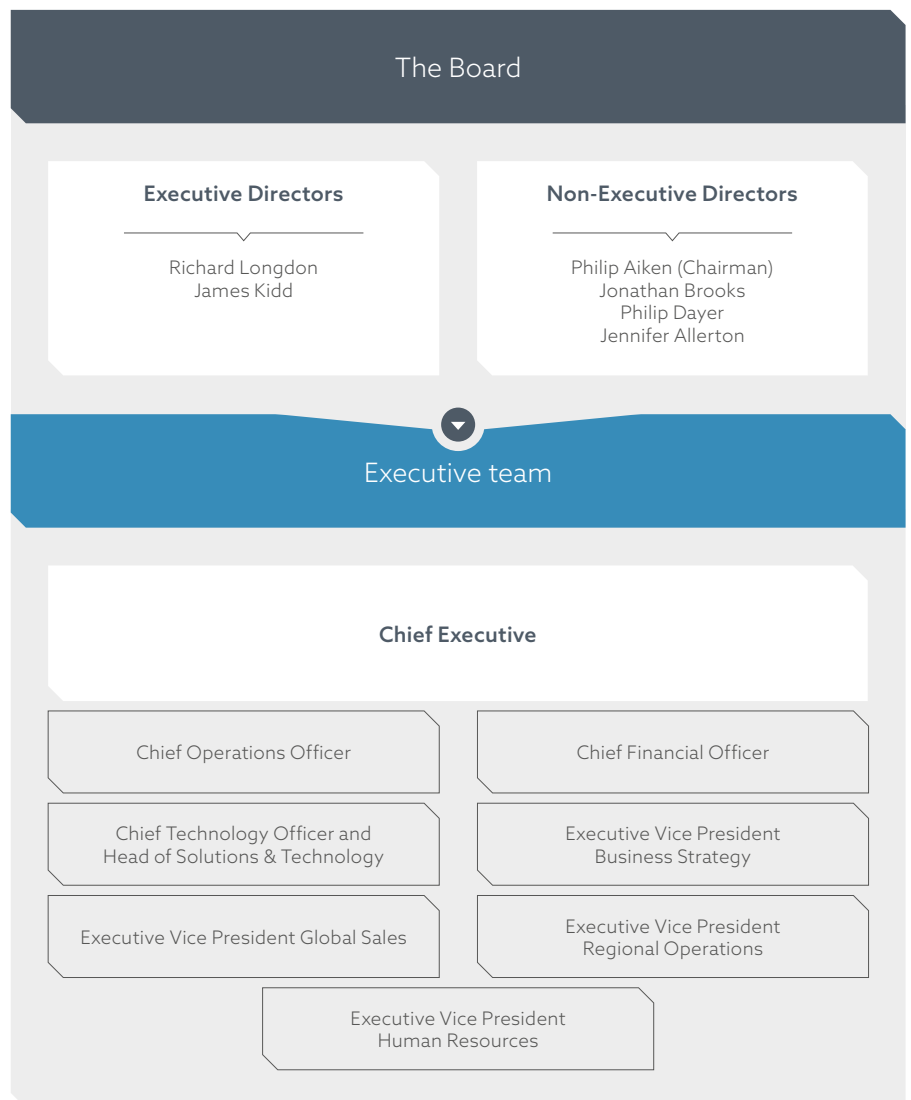 The Board
Executive Directors
Richard Longdon
James Kidd
Non-Executive Directors
Philip Aiken (Chairman)
Jonathan Brooks
Philip Dayer
Jennifer Allerton
Executive team
Chief Executive
Chief Operations Officer
Chief Financial Officer
Chief Technology Officer and
Head of Solutions & Technology
Executive Vice President
Business Strategy
Executive Vice President Global Sales
Executive Vice President
Regional Operations
Executive Vice President
Human Resources